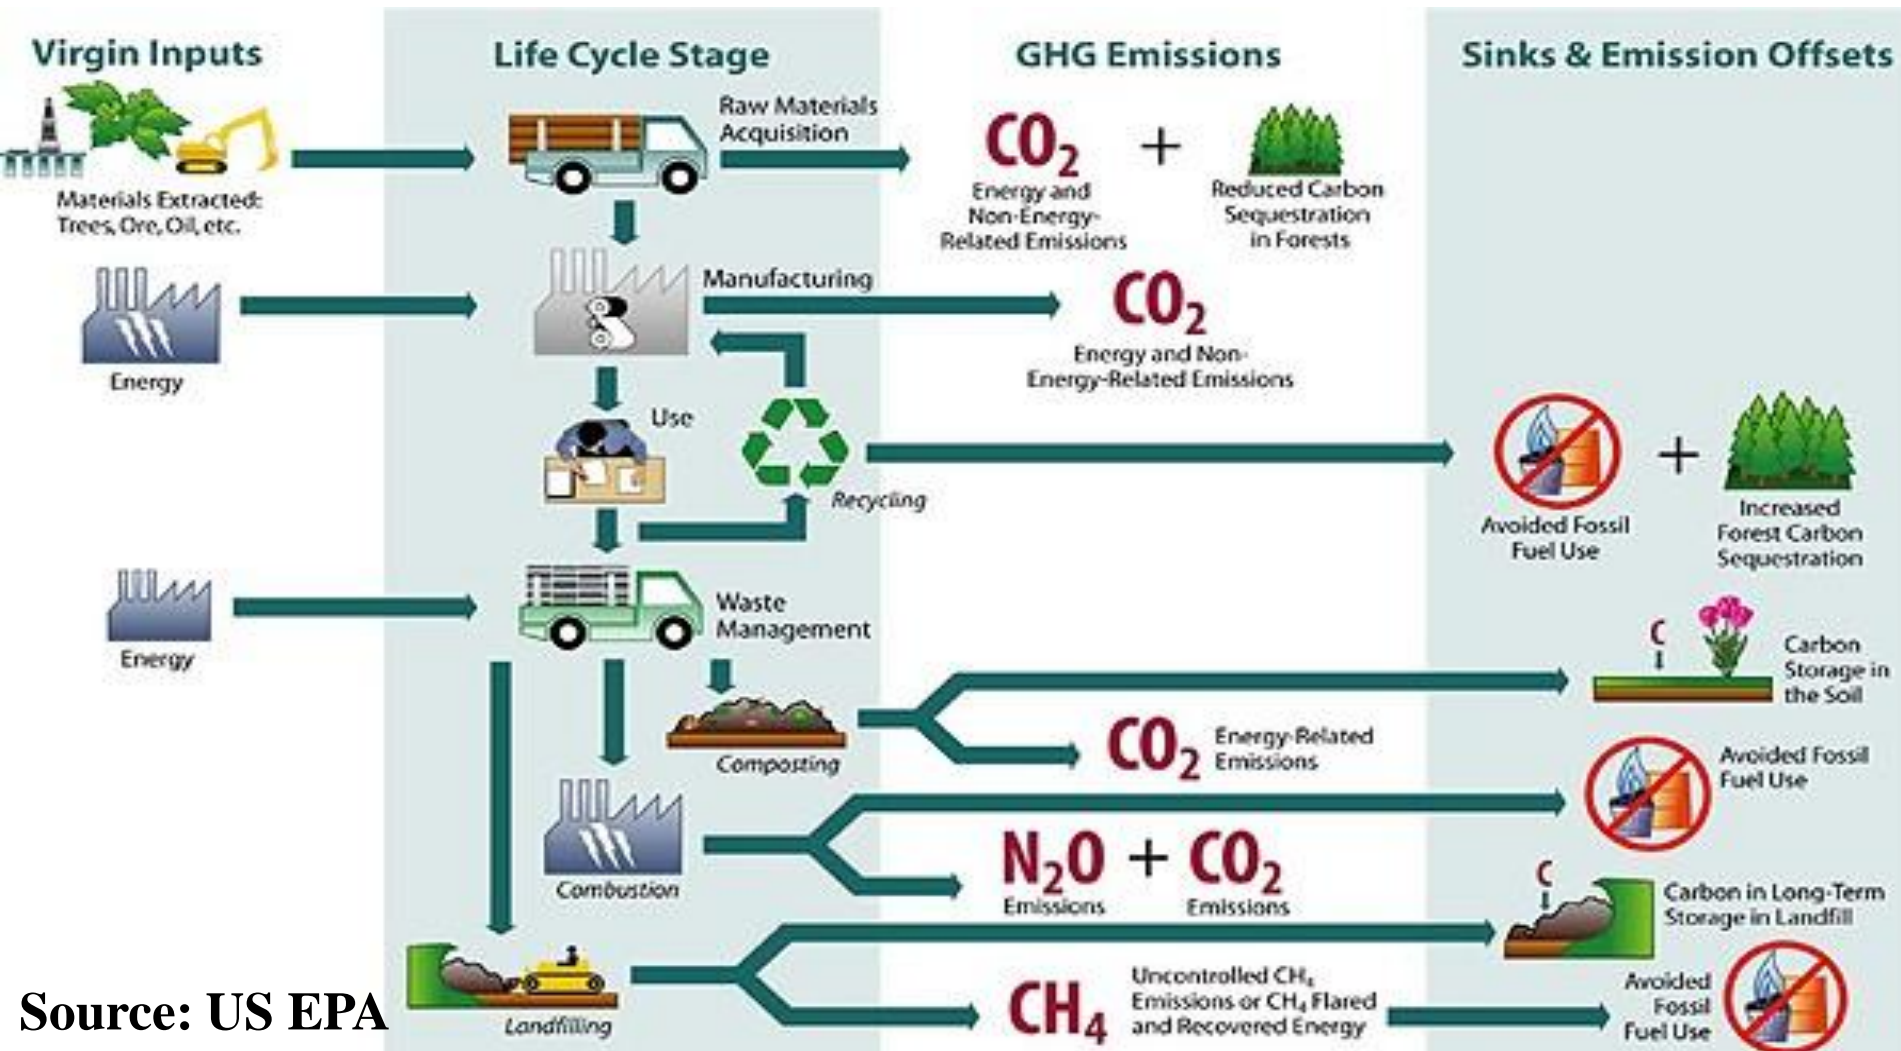 Virgin Inputs
Life Cycle Stage
GHG Emissions
Sinks & Emission Offsets
Materials Extracted:
Trees, Ore, Oil, etc.
Raw Materials
Acquisition
CO2
Energy and
Non-Energy-
Related Emissions
+
Reduced Carbon
Sequestration
in Forests
Energy
Manufacturing
CO2
Energy and Non-
Energy-Related Emissions
Use
Recycling
Avoided Fossil
Fuel Use
+
Increased
Forest Carbon
Sequestration
Energy
Waste
Management
C
Carbon
Storage in
the Soil
Composting
CO2
Energy-Related
Emissions
Avoided Fossil
Fuel Use
Combustion
N2O + CO2
Emissions
Emissions
C
Carbon in Long-Term
Storage in Landfill
Landfilling
CH4
Uncontrolled CH4
Emissions or CH4 Flared
and Recovered Energy
Avoided
Fossil
Fuel Use
Source: US EPA